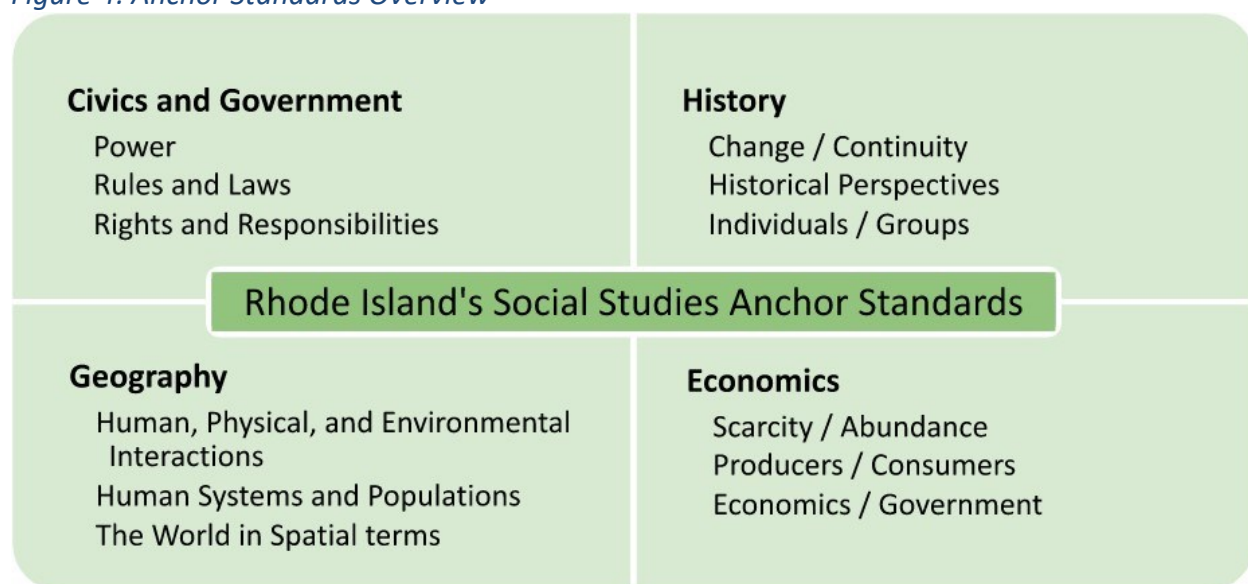 Figure 4. Anchor Standards Overview
Civics and Government
Power
Rules and Laws
Rights and Responsibilities
History
Change / Continuity
Historical Perspectives
Individuals / Groups
Rhode Island's Social Studies Anchor Standards
Geography
Human, Physical, and Environmental
Interactions
Human Systems and Populations
The World in Spatial terms
Economics
Scarcity / Abundance
Producers / Consumers
Economics / Government